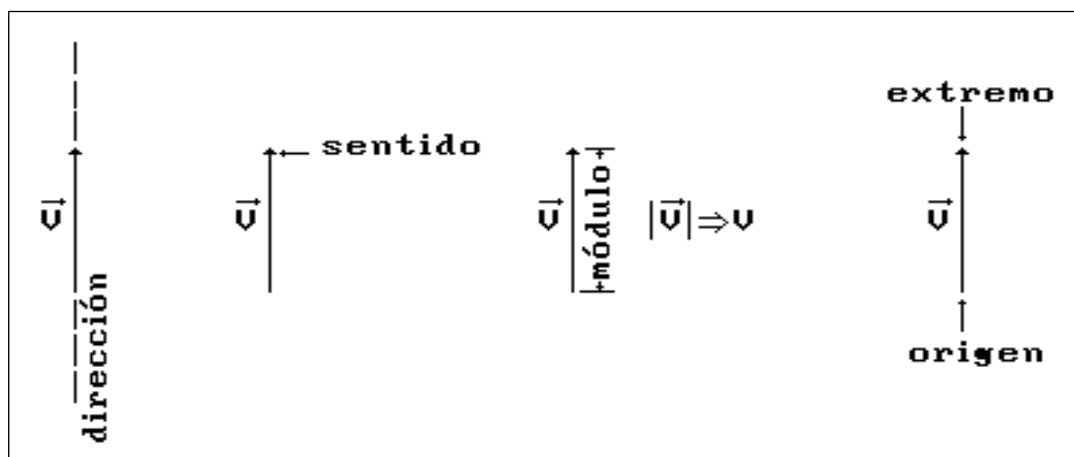 extremo
sentido
V⃗
V⃗
V⃗
módulo
|V⃗|⇒V
V⃗
dirección
origen